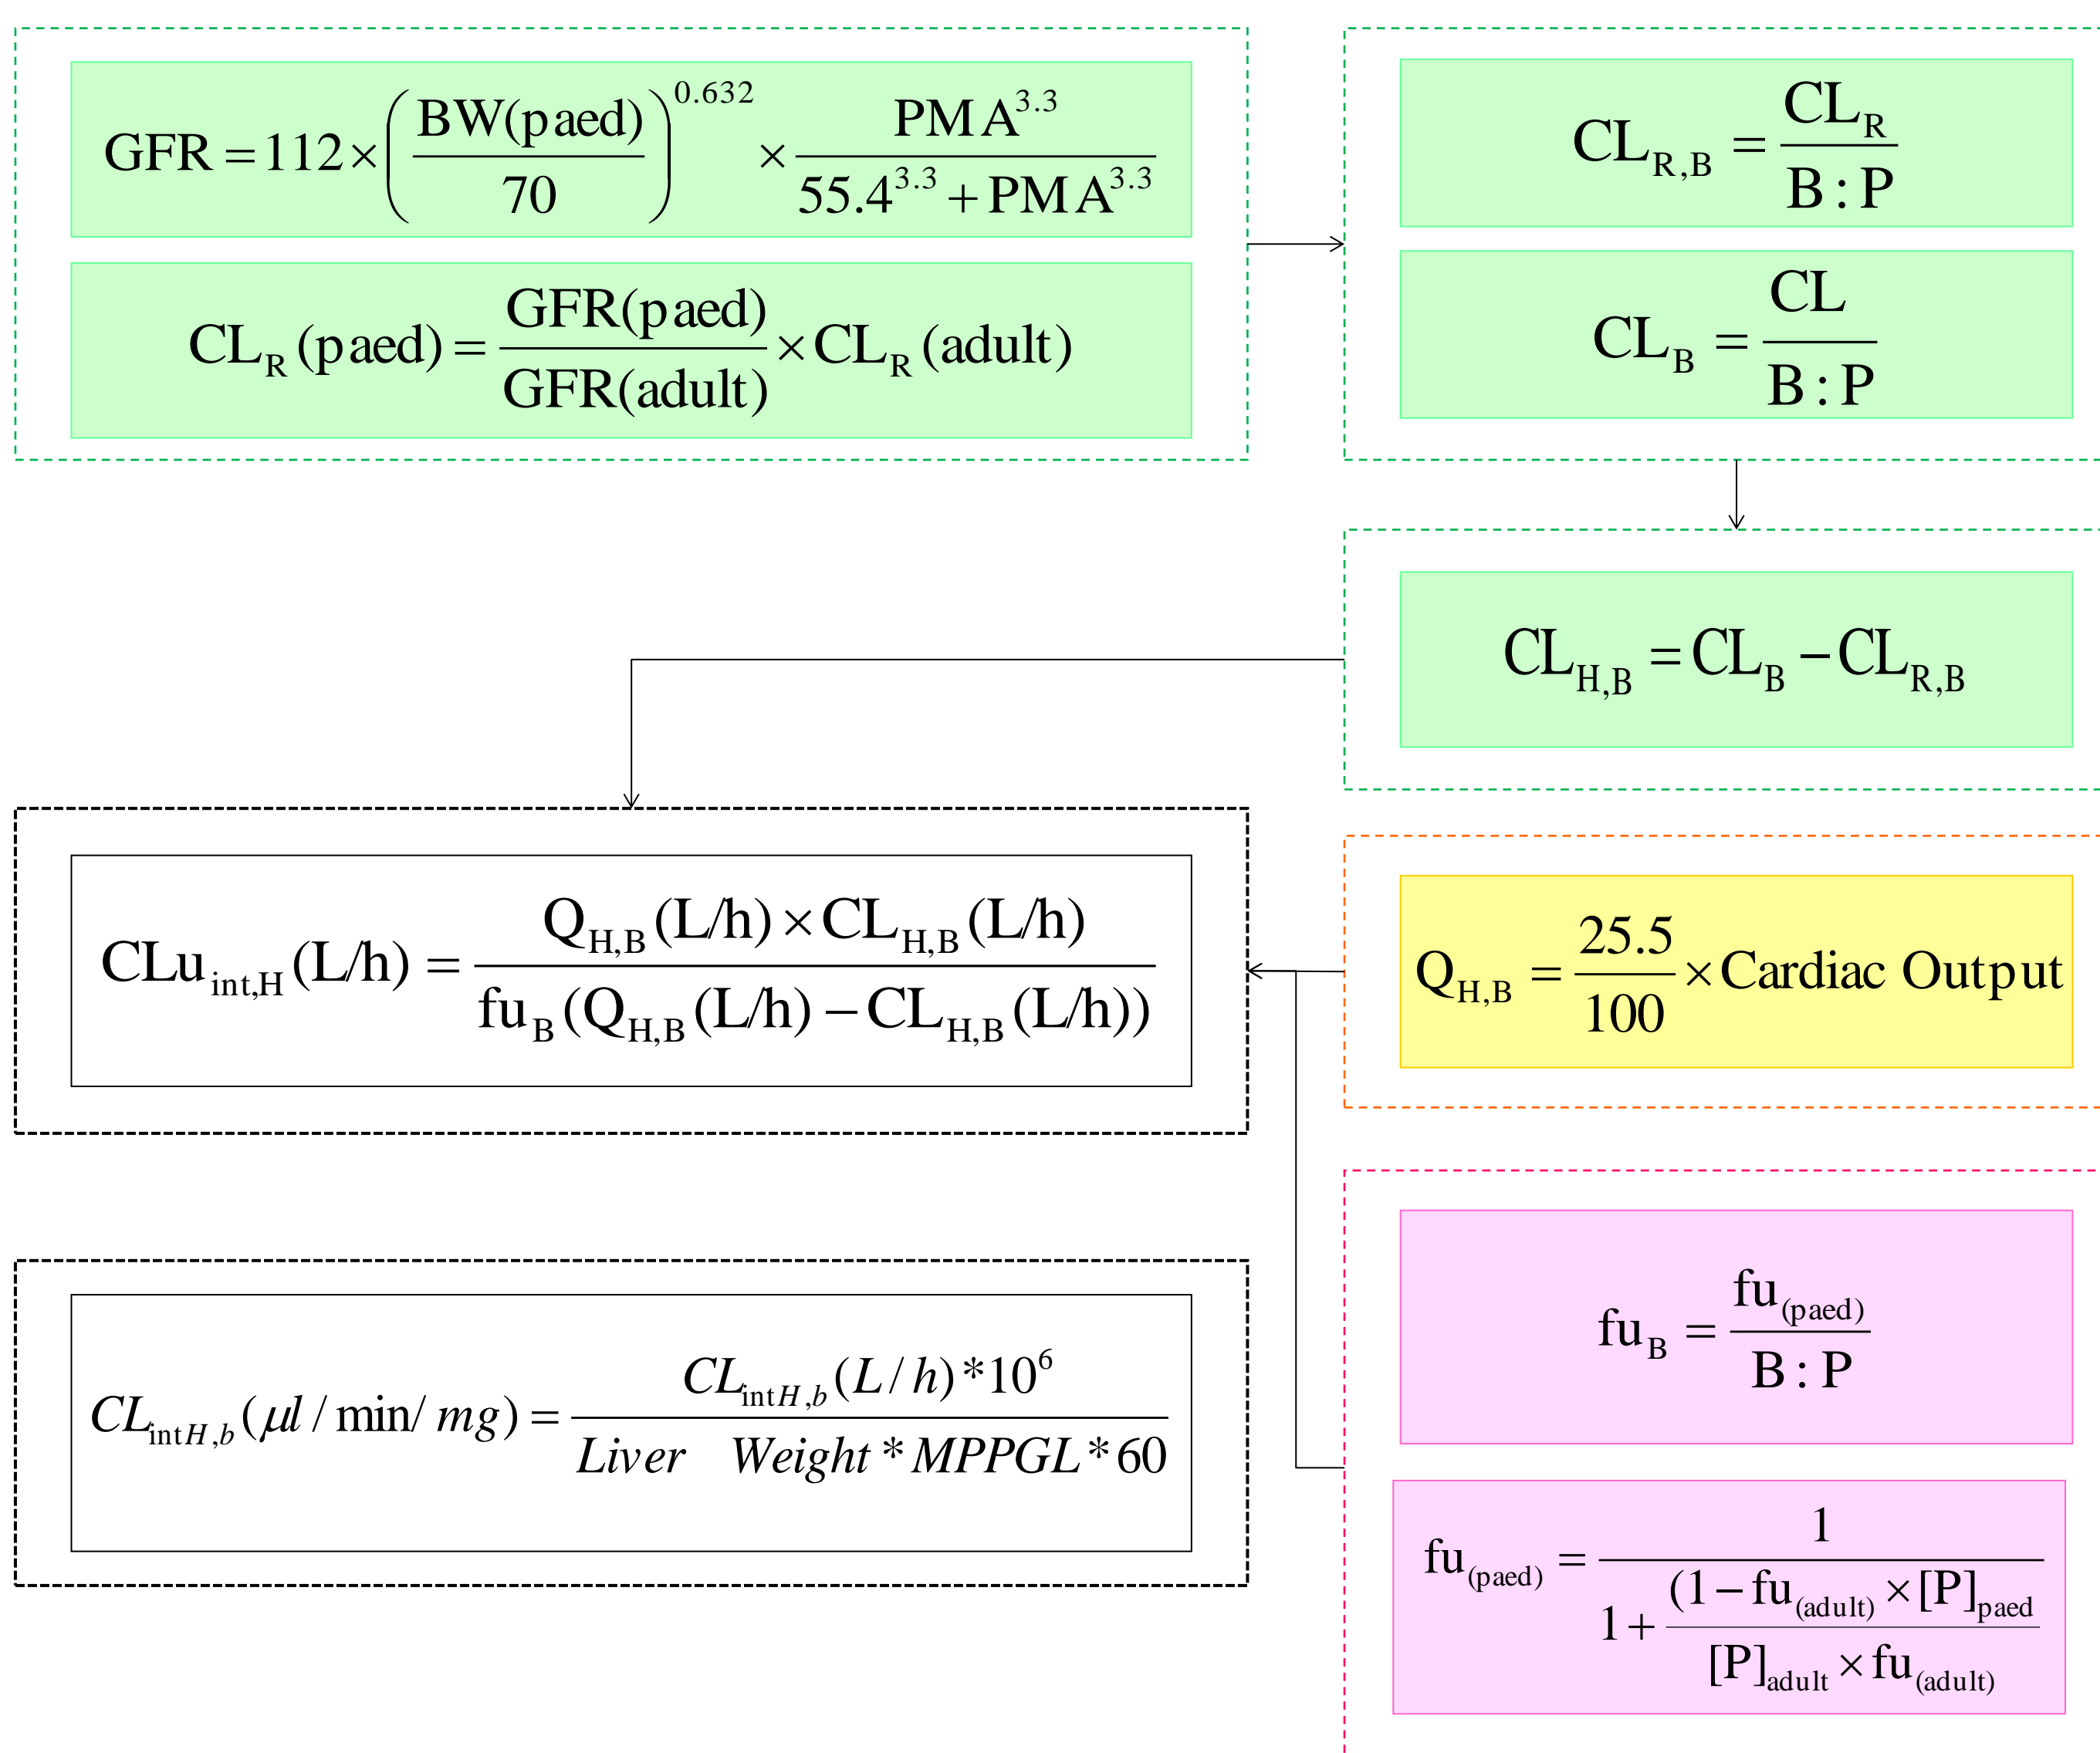 GFR = 112 × (BW(paed) / 70)^0.632 × PMA^3.3 / (55.4^3.3 + PMA^3.3)
CL_R (paed) = GFR(paed) / GFR(adult) × CL_R (adult)
CL_R,B = CL_R / B : P
CL_B = CL / B : P
CL_H,B = CL_B − CL_R,B
CLu_int,H (L/h) = Q_H,B (L/h) × CL_H,B (L/h) / fu_B (Q_H,B (L/h) − CL_H,B (L/h))
Q_H,B = 25.5 / 100 × Cardiac Output
CL_intH,b (μl / min/ mg) = CL_intH,b (L / h) *10^6 / Liver Weight * MPPGL * 60
fu_B = fu_(paed) / B : P
fu_(paed) = 1 / 1 + (1 − fu_(adult) × [P]_paed / [P]_adult × fu_(adult)